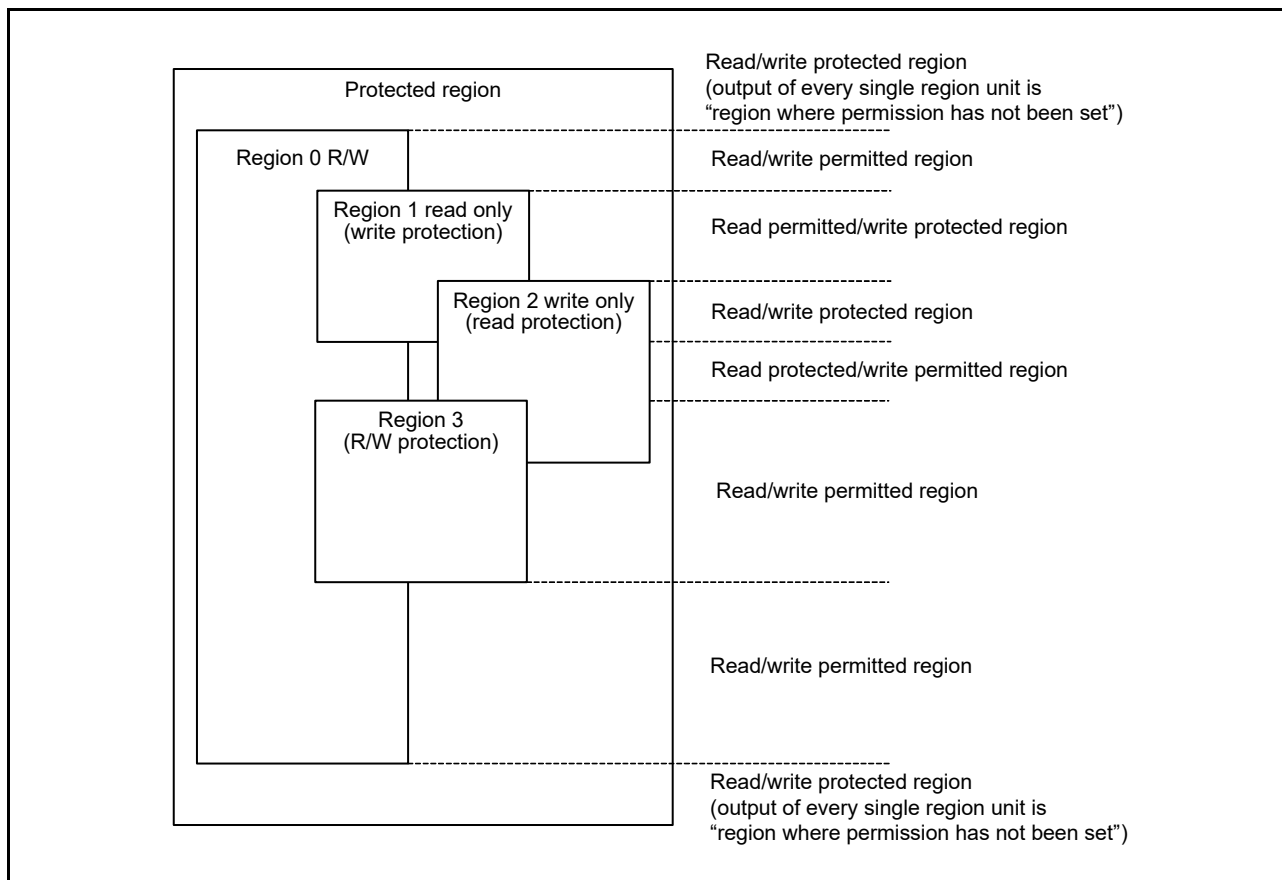 Protected region
Read/write protected region
(output of every single region unit is
“region where permission has not been set”)
Region 0 R/W
Read/write permitted region
Region 1 read only
(write protection)
Read permitted/write protected region
Region 2 write only
(read protection)
Read/write protected region
Read protected/write permitted region
Region 3
(R/W protection)
Read/write permitted region
Read/write permitted region
Read/write protected region
(output of every single region unit is
“region where permission has not been set”)